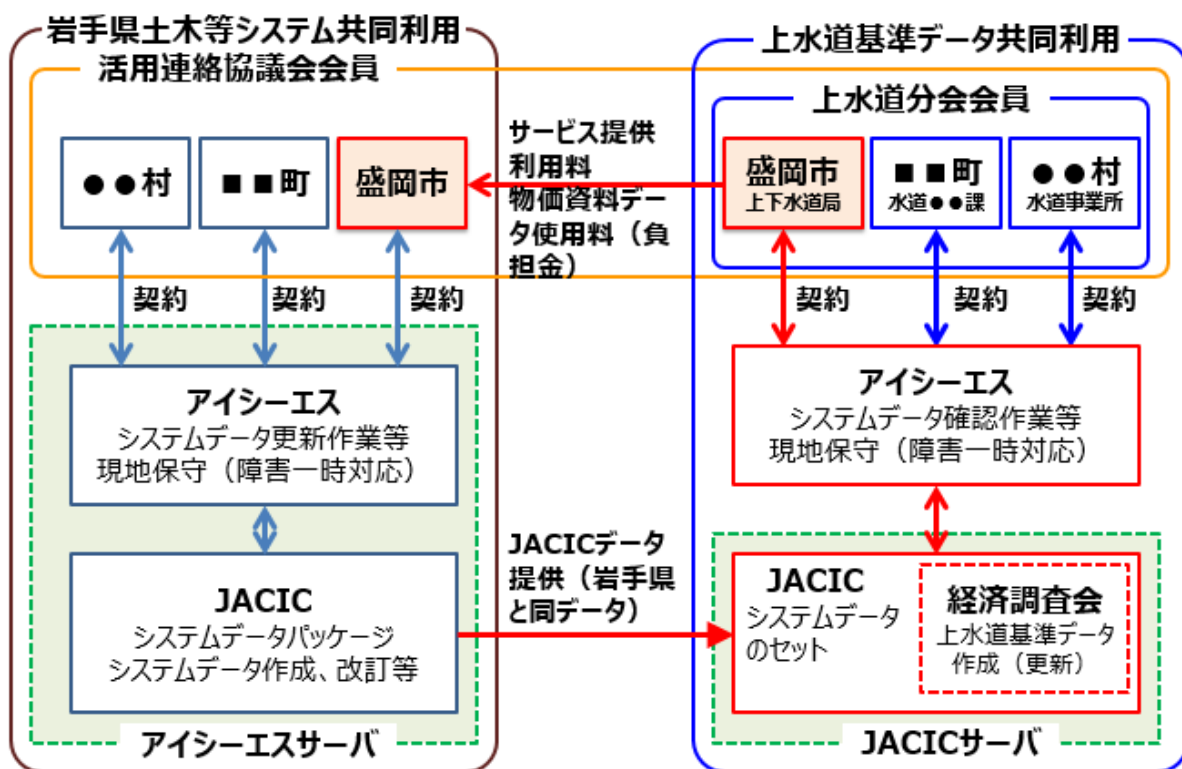 岩手県土木等システム共同利用
活用連絡協議会会員
●●村
■■町
盛岡市
サービス提供
利用料
物価資料デー
タ使用料（負
担金）
上水道基準データ共同利用
上水道分会会員
盛岡市
上下水道局
■■町
水道●●課
●●村
水道事業所
契約
契約
契約
契約
契約
契約
アイシーエス
システムデータ更新作業等
現地保守（障害一時対応）
アイシーエス
システムデータ確認作業等
現地保守（障害一時対応）
JACIC
システムデータパッケージ
システムデータ作成、改訂等
アイシーエスサーバ
JACICデータ
提供（岩手県
と同データ）
JACIC
システムデータ
のセット
経済調査会
上水道基準データ
作成（更新）
JACICサーバ